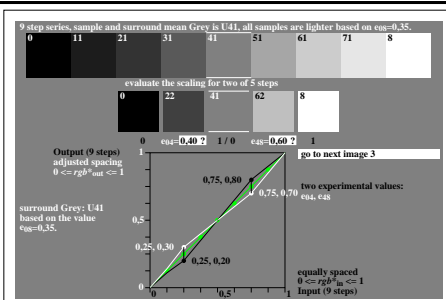 9 step series, sample and surround mean Grey is U41, all samples are lighter based on e08=0,35.
0 11 21 31 41 51 61 71 8
evaluate the scaling for two of 5 steps
0 22 41 62 8
0 e04=0,40 ? 1 / 0 e48=0,60 ? 1
Output (9 steps)
adjusted spacing
0 <= rgb*out <= 1
go to next image 3
1
0,75, 0,80
0,75, 0,70
two experimental values:
e04, e48
surround Grey: U41
based on the value
e08=0,35.
0,5
0,25, 0,30
0,25, 0,20
equally spaced
0 <= rgb*in <= 1
Input (9 steps)
0
0 0,5 1